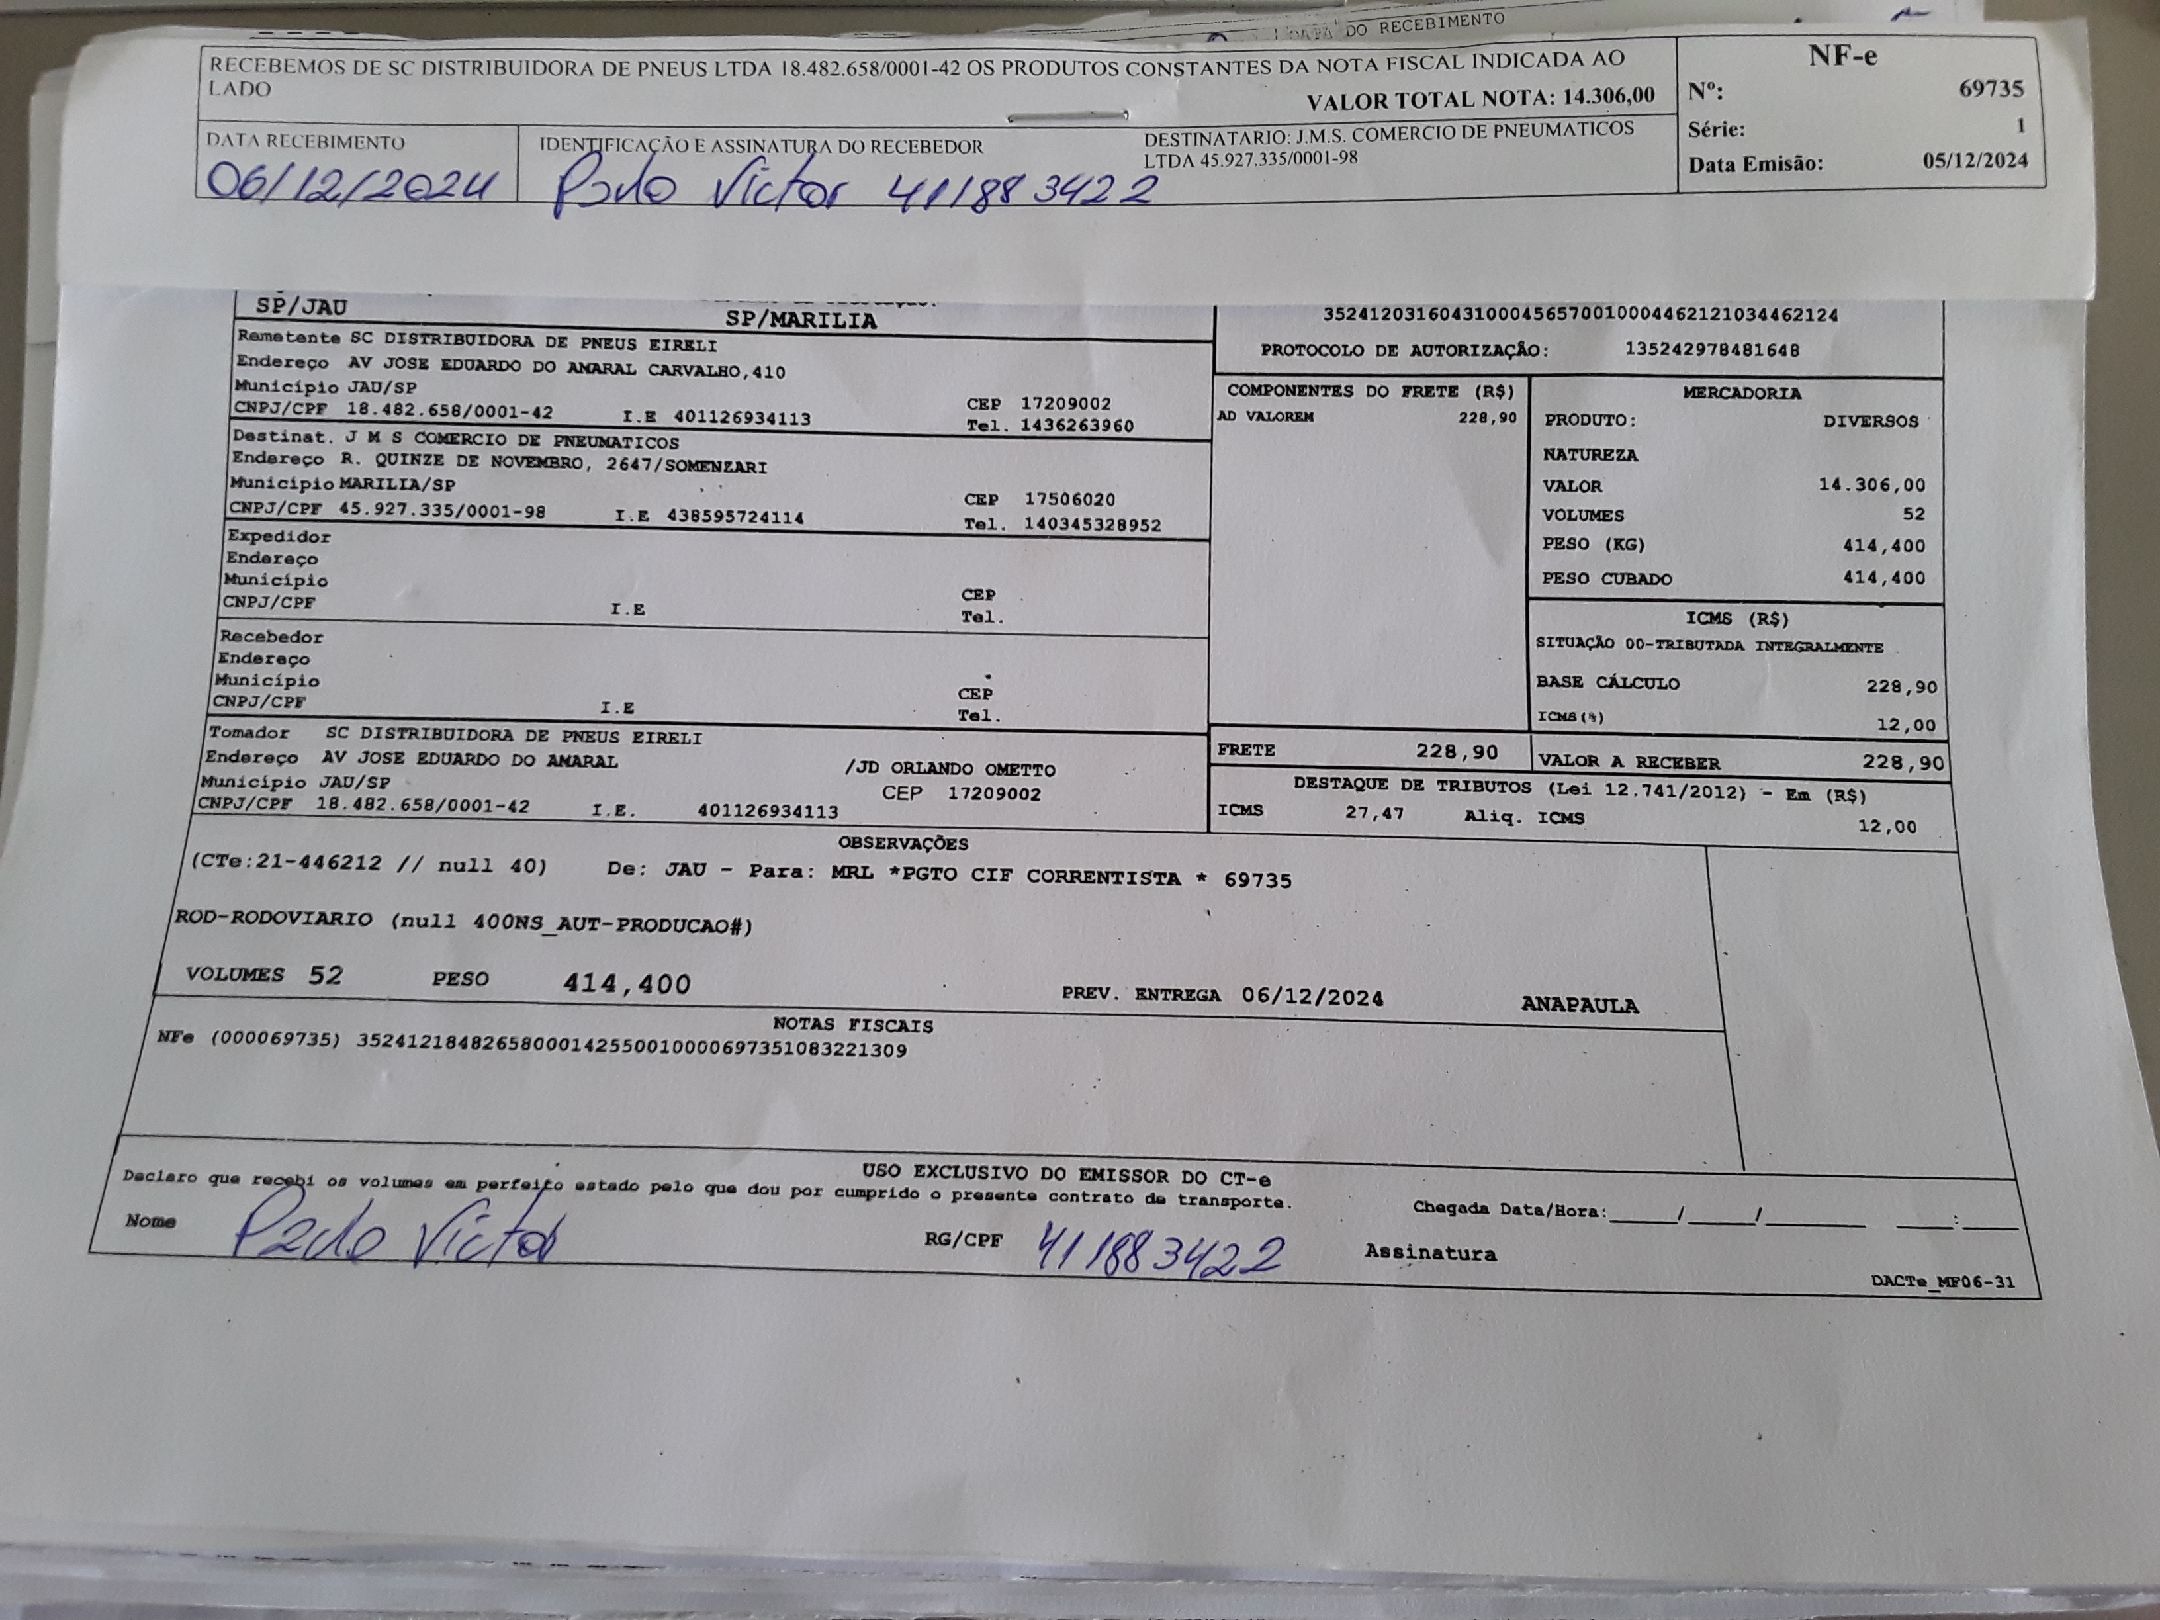 DO RECEBIMENTO
RECEBEMOS DE SC DISTRIBUIDORA DE PNEUS LTDA 18.482.658/0001-42 OS PRODUTOS CONSTANTES DA NOTA FISCAL INDICADA AO
LADO
VALOR TOTAL NOTA: 14.306,00
NF-e
Nº: 69735
Série: 1
Data Emissão: 05/12/2024
DATA RECEBIMENTO
06/12/2024
IDENTIFICAÇÃO E ASSINATURA DO RECEBEDOR
DESTINATARIO: J.M.S. COMERCIO DE PNEUMATICOS
LTDA 45.927.335/0001-98
Paulo Victor 411883422
SP/JAU
SP/MARILIA
35241203160431000456570010004462121034462124
PROTOCOLO DE AUTORIZAÇÃO: 135242978481648
Remetente SC DISTRIBUIDORA DE PNEUS EIRELI
Endereço AV JOSE EDUARDO DO AMARAL CARVALHO,410
Município JAU/SP CEP 17209002
CNPJ/CPF 18.482.658/0001-42 I.E 401126934113 Tel. 1436263960
Destinat. J M S COMERCIO DE PNEUMATICOS
Endereço R. QUINZE DE NOVEMBRO, 2647/SOMENZARI
Município MARILIA/SP CEP 17506020
CNPJ/CPF 45.927.335/0001-98 I.E 438595724114 Tel. 140345328952
Expedidor
Endereço
Município CEP
CNPJ/CPF I.E Tel.
Recebedor
Endereço
Município CEP
CNPJ/CPF I.E Tel.
Tomador SC DISTRIBUIDORA DE PNEUS EIRELI
Endereço AV JOSE EDUARDO DO AMARAL /JD ORLANDO OMETTO
Município JAU/SP CEP 17209002
CNPJ/CPF 18.482.658/0001-42 I.E. 401126934113
COMPONENTES DO FRETE (R$)
AD VALOREM 228,90
MERCADORIA
PRODUTO: DIVERSOS
NATUREZA
VALOR 14.306,00
VOLUMES 52
PESO (KG) 414,400
PESO CUBADO 414,400
ICMS (R$)
SITUAÇÃO 00-TRIBUTADA INTEGRALMENTE
BASE CÁLCULO 228,90
ICMS(%) 12,00
FRETE 228,90
VALOR A RECEBER 228,90
DESTAQUE DE TRIBUTOS (Lei 12.741/2012) - Em (R$)
ICMS 27,47 Aliq. ICMS 12,00
OBSERVAÇÕES
(CTe:21-446212 // null 40) De: JAU - Para: MRL *PGTO CIF CORRENTISTA * 69735
ROD-RODOVIARIO (null 400NS_AUT-PRODUCAO#)
VOLUMES 52 PESO 414,400 PREV. ENTREGA 06/12/2024 ANAPAULA
NOTAS FISCAIS
NFe (000069735) 35241218482658000142550010000697351083221309
USO EXCLUSIVO DO EMISSOR DO CT-e
Declaro que recebi os volumes em perfeito estado pelo que dou por cumprido o presente contrato de transporte.
Chegada Data/Hora:_____/_____/_______ ____:____
Nome Paulo Victor RG/CPF 411883422 Assinatura
DACTe_MF06-31